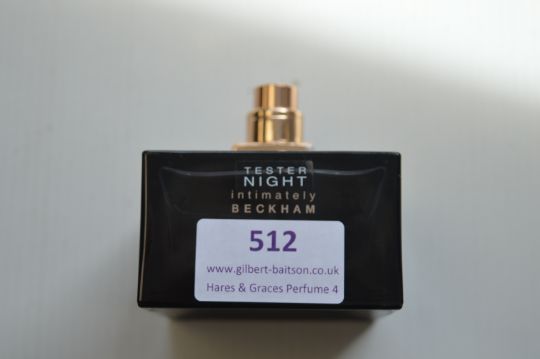 TESTER
NIGHT
intimately
BECKHAM
512
www.gilbert-baitson.co.uk
Hares & Graces Perfume 4